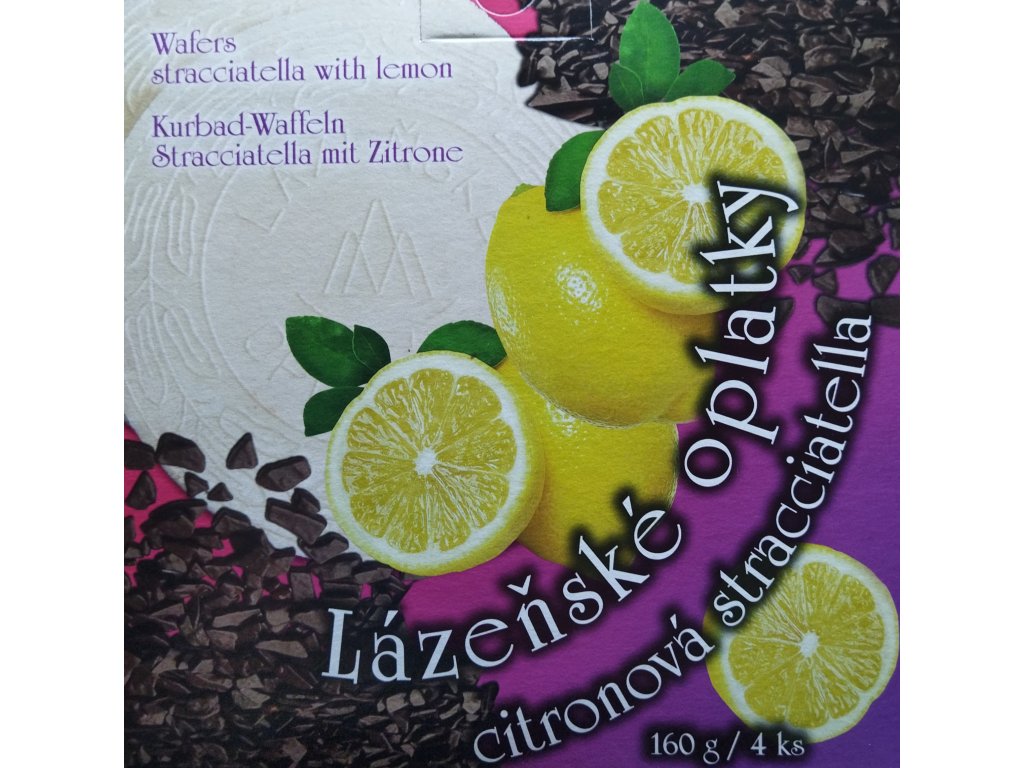 Wafers
stracciatella with lemon
Kurbad-Waffeln
Stracciatella mit Zitrone
Lázeňské oplatky
citronová stracciatella
160 g / 4 ks